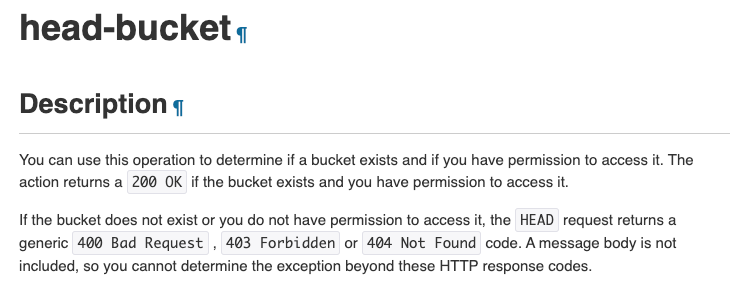 head-bucket ¶
Description ¶
You can use this operation to determine if a bucket exists and if you have permission to access it. The
action returns a 200 OK if the bucket exists and you have permission to access it.
If the bucket does not exist or you do not have permission to access it, the HEAD request returns a
generic 400 Bad Request , 403 Forbidden or 404 Not Found code. A message body is not
included, so you cannot determine the exception beyond these HTTP response codes.